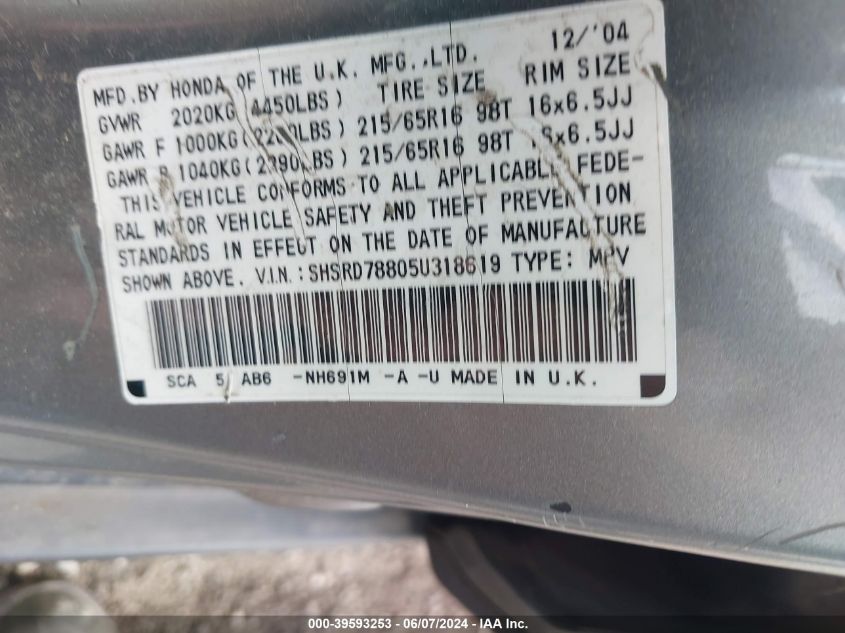 12/'04
MFD.BY HONDA OF THE U.K. MFG.,LTD.
GVWR 2020KG(4450LBS) TIRE SIZE RIM SIZE
GAWR F 1000KG(2200LBS) 215/65R16 98T 16x6.5JJ
GAWR R 1040KG(2290LBS) 215/65R16 98T 16x6.5JJ
THIS VEHICLE CONFORMS TO ALL APPLICABLE FEDE-
RAL MOTOR VEHICLE SAFETY AND THEFT PREVENTION
STANDARDS IN EFFECT ON THE DATE OF MANUFACTURE
SHOWN ABOVE. V.I.N.:SHSRD78805U318619 TYPE: MPV
SCA 5 AB6 -NH691M -A -U MADE IN U.K.
000-39593253 - 06/07/2024 - IAA Inc.